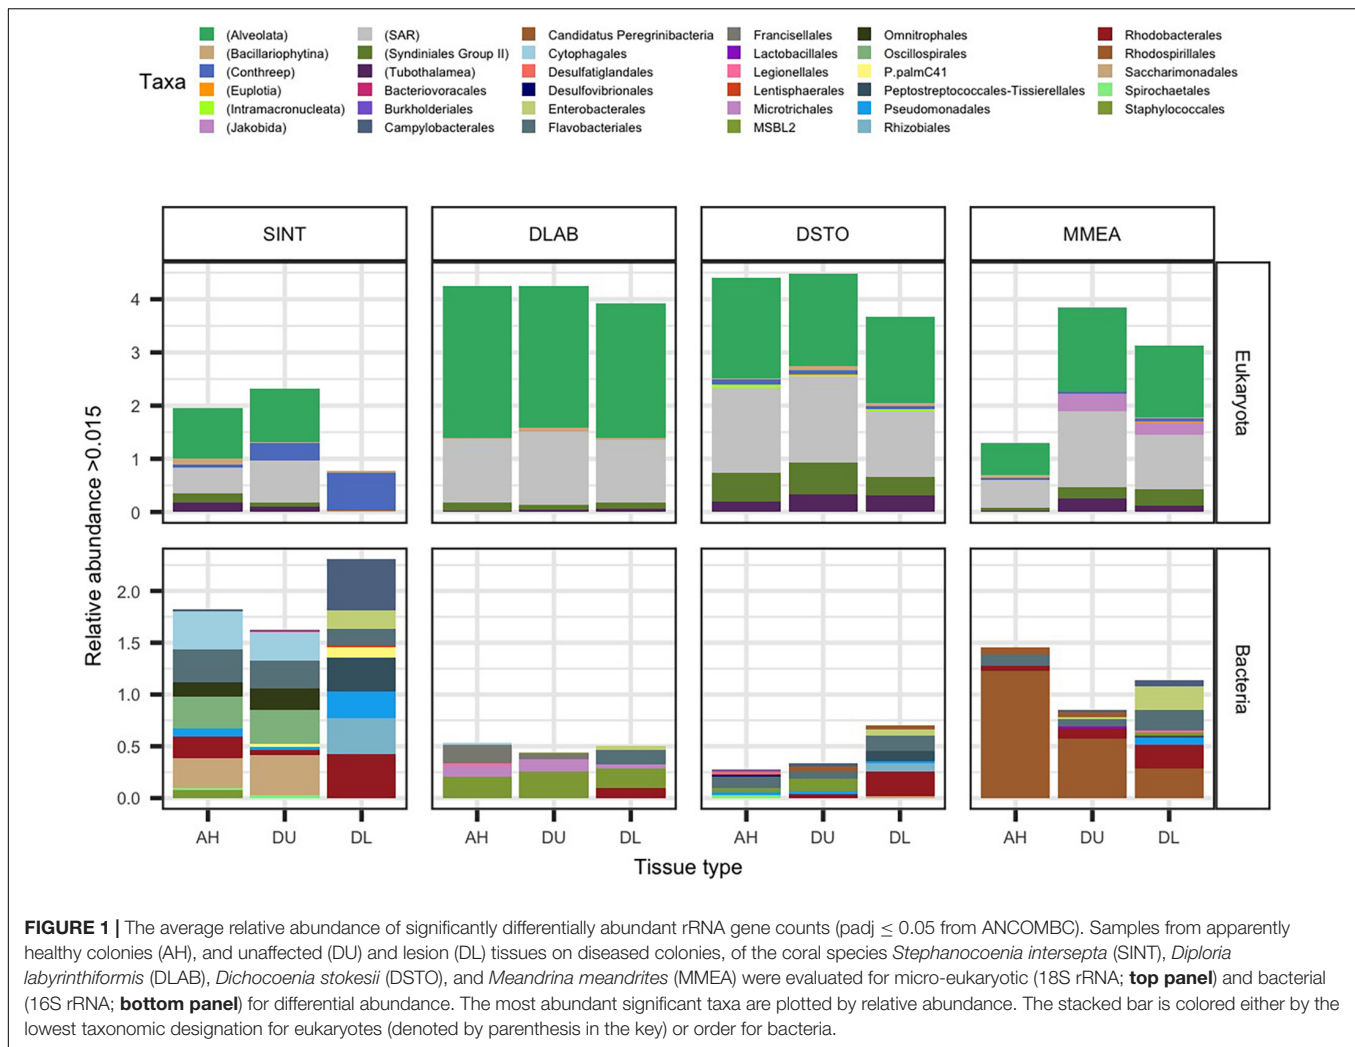 Taxa
(Alveolata)
(Bacillariophytina)
(Conthreep)
(Euplotia)
(Intramacronucleata)
(Jakobida)
(SAR)
(Syndiniales Group II)
(Tubothalamea)
Bacteriovoracales
Burkholderiales
Campylobacterales
Candidatus Peregrinibacteria
Cytophagales
Desulfatiglandales
Desulfovibrionales
Enterobacterales
Flavobacteriales
Francisellales
Lactobacillales
Legionellales
Lentisphaerales
Microtrichales
MSBL2
Omnitrophales
Oscillospirales
P.palmC41
Peptostreptococcales-Tissierellales
Pseudomonadales
Rhizobiales
Rhodobacterales
Rhodospirillales
Saccharimonadales
Spirochaetales
Staphylococcales
SINT
DLAB
DSTO
MMEA
Relative abundance >0.015
4
3
2
1
0
Eukaryota
2.0
1.5
1.0
0.5
0.0
Bacteria
AH DU DL
AH DU DL
AH DU DL
AH DU DL
Tissue type
FIGURE 1 | The average relative abundance of significantly differentially abundant rRNA gene counts (padj ≤ 0.05 from ANCOMBC). Samples from apparently
healthy colonies (AH), and unaffected (DU) and lesion (DL) tissues on diseased colonies, of the coral species Stephanocoenia intersepta (SINT), Diploria
labyrinthiformis (DLAB), Dichocoenia stokesii (DSTO), and Meandrina meandrites (MMEA) were evaluated for micro-eukaryotic (18S rRNA; top panel) and bacterial
(16S rRNA; bottom panel) for differential abundance. The most abundant significant taxa are plotted by relative abundance. The stacked bar is colored either by the
lowest taxonomic designation for eukaryotes (denoted by parenthesis in the key) or order for bacteria.